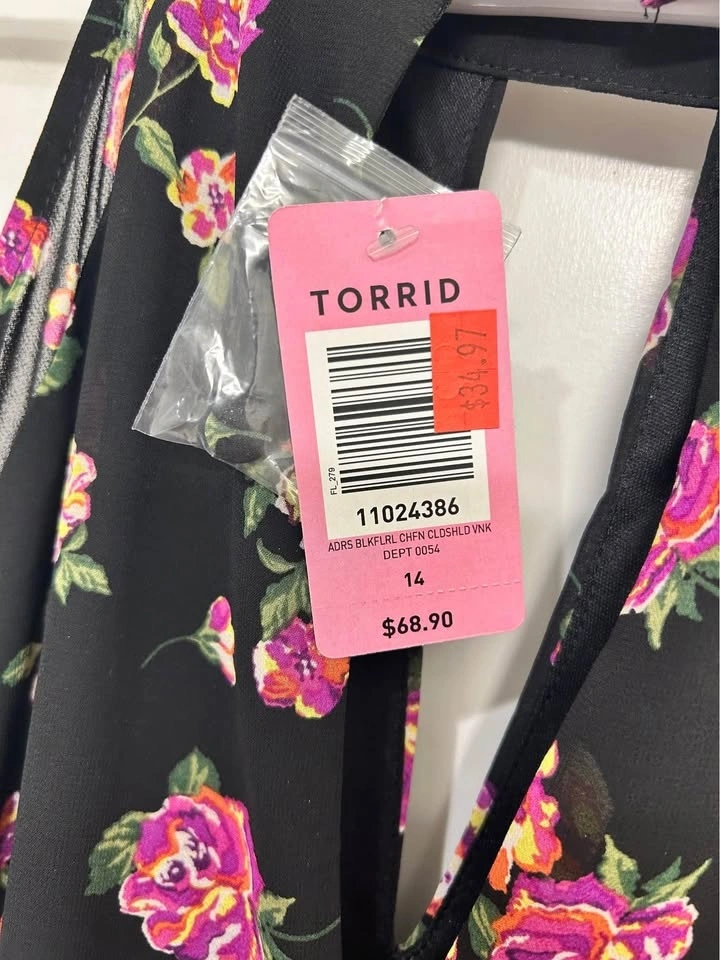 TORRID
$34.97
FL_279
11024386
ADRS BLKFLRL CHFN CLDSHLD VNK
DEPT 0054
14
$68.90